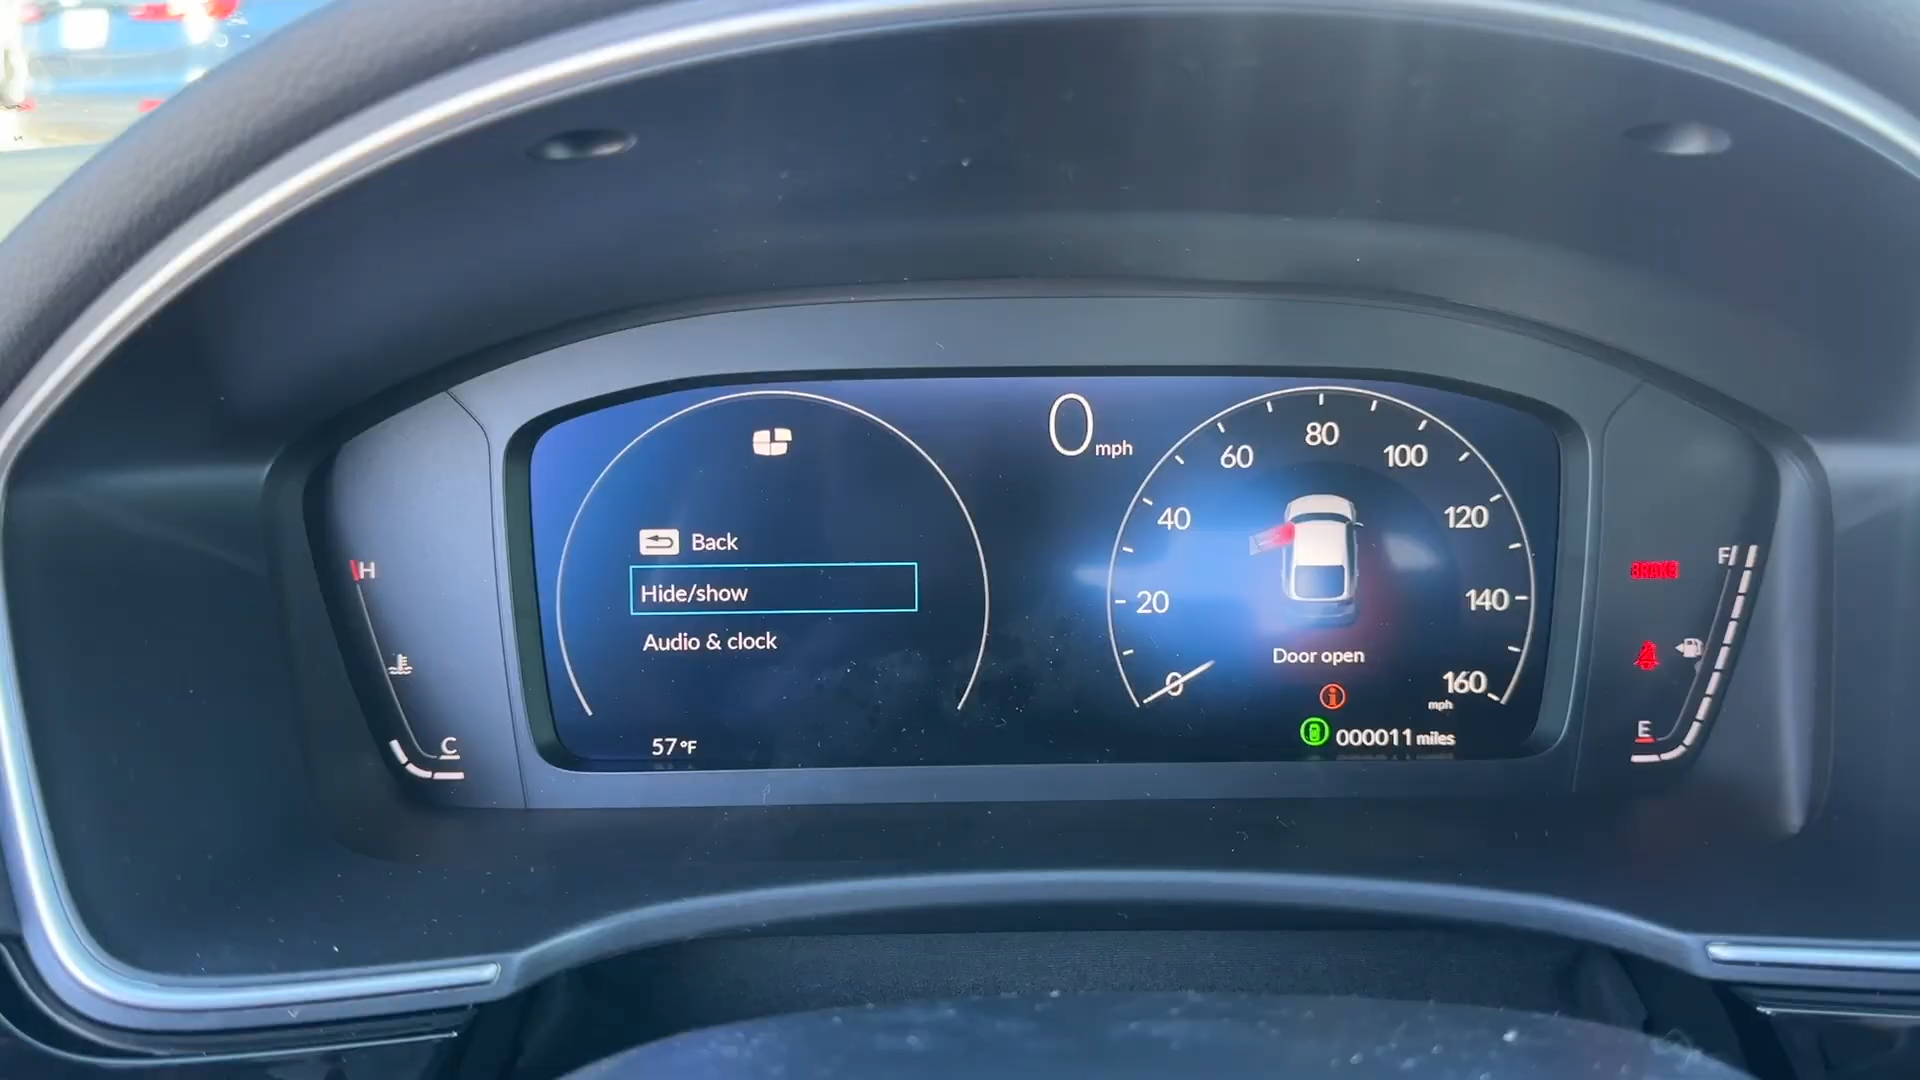 0 mph
Back
Hide/show
Audio & clock
57 °F
H
C
0
20
40
60
80
100
120
140
160
mph
Door open
000011 miles
BRAKE
F
E